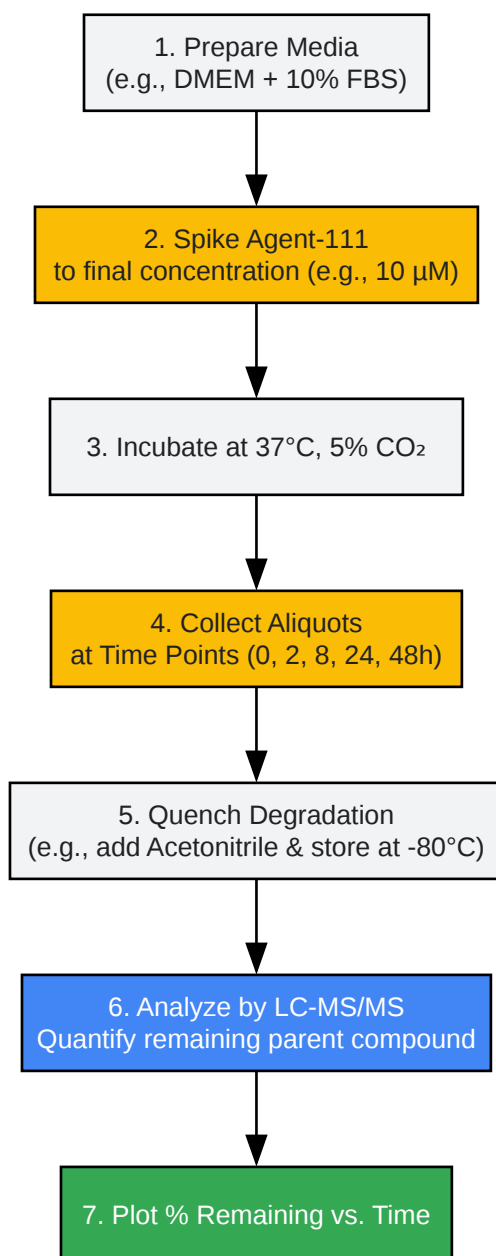 1. Prepare Media
(e.g., DMEM + 10% FBS)
2. Spike Agent-111
to final concentration (e.g., 10 µM)
3. Incubate at 37°C, 5% CO₂
4. Collect Aliquots
at Time Points (0, 2, 8, 24, 48h)
5. Quench Degradation
(e.g., add Acetonitrile & store at -80°C)
6. Analyze by LC-MS/MS
Quantify remaining parent compound
7. Plot % Remaining vs. Time